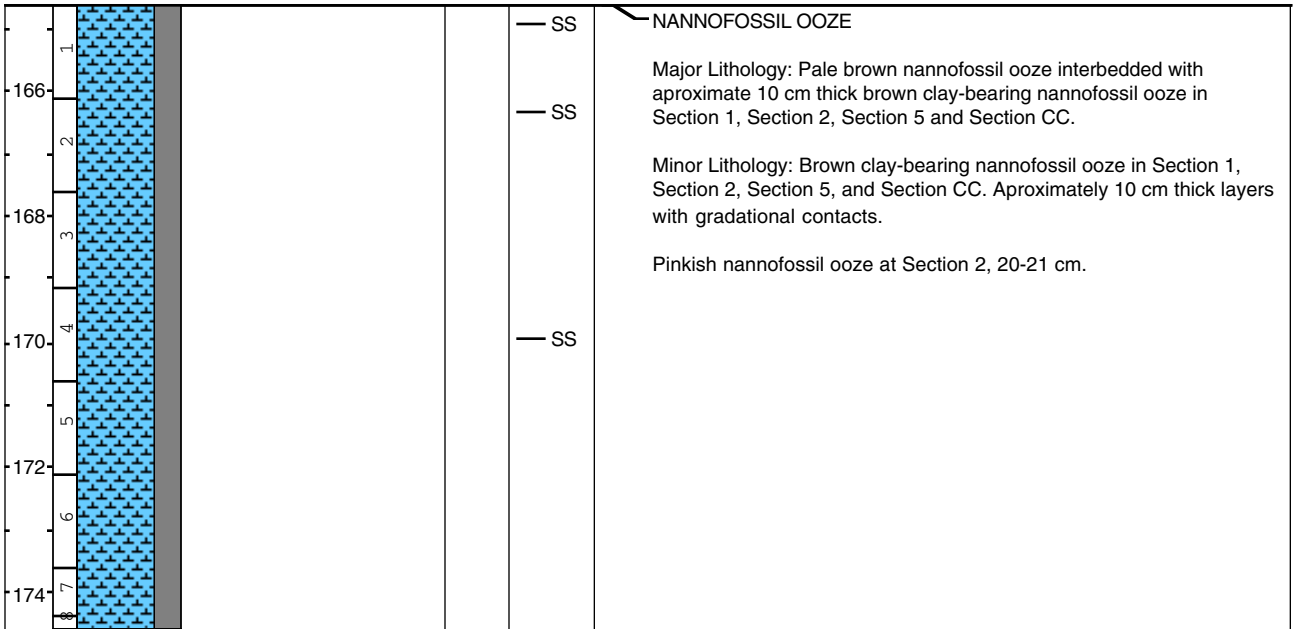 SS
NANNOFOSSIL OOZE
1
Major Lithology: Pale brown nannofossil ooze interbedded with
166
aproximate 10 cm thick brown clay-bearing nannofossil ooze in
SS
Section 1, Section 2, Section 5 and Section CC.
2
Minor Lithology: Brown clay-bearing nannofossil ooze in Section 1,
Section 2, Section 5, and Section CC. Aproximately 10 cm thick layers
168
with gradational contacts.
3
Pinkish nannofossil ooze at Section 2, 20-21 cm.
4
170
SS
5
172
6
7
174
8